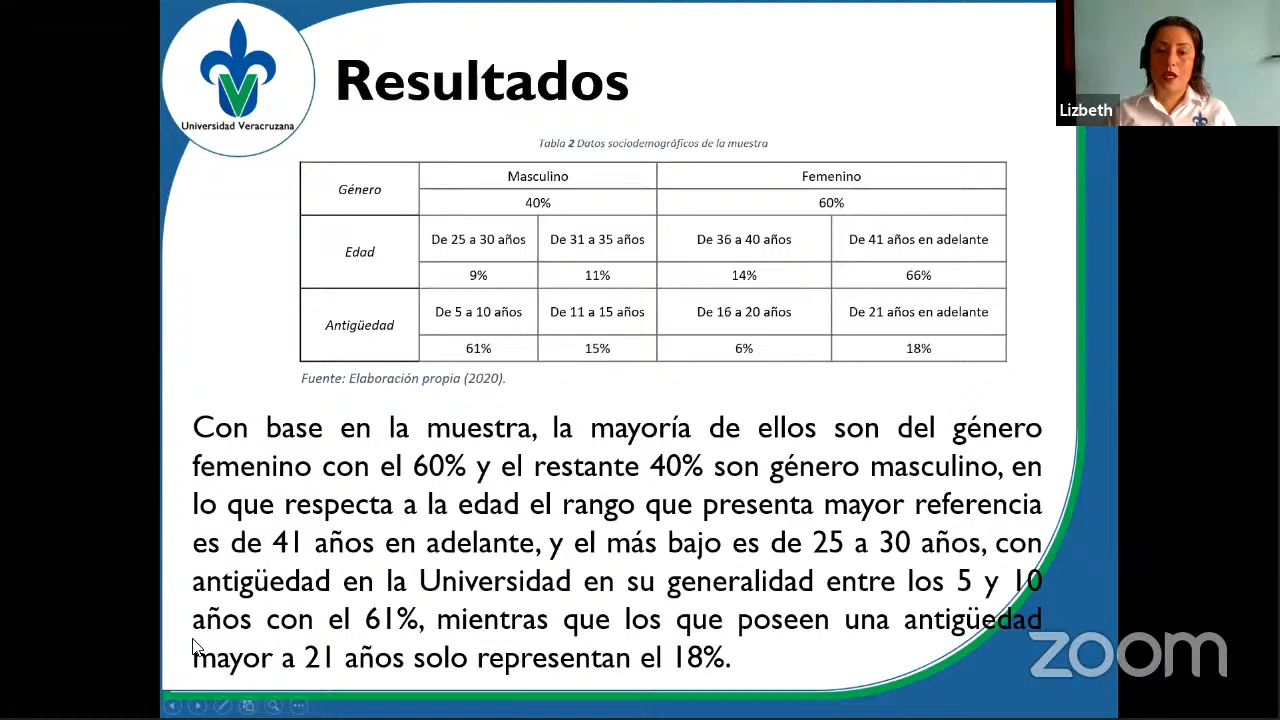 Universidad Veracruzana
Resultados
Lizbeth
Tabla 2 Datos sociodemográficos de la muestra
Género
Masculino
Femenino
40%
60%
Edad
De 25 a 30 años
De 31 a 35 años
De 36 a 40 años
De 41 años en adelante
9%
11%
14%
66%
Antigüedad
De 5 a 10 años
De 11 a 15 años
De 16 a 20 años
De 21 años en adelante
61%
15%
6%
18%
Fuente: Elaboración propia (2020).
Con base en la muestra, la mayoría de ellos son del género
femenino con el 60% y el restante 40% son género masculino, en
lo que respecta a la edad el rango que presenta mayor referencia
es de 41 años en adelante, y el más bajo es de 25 a 30 años, con
antigüedad en la Universidad en su generalidad entre los 5 y 10
años con el 61%, mientras que los que poseen una antigüedad
mayor a 21 años solo representan el 18%.
zoom